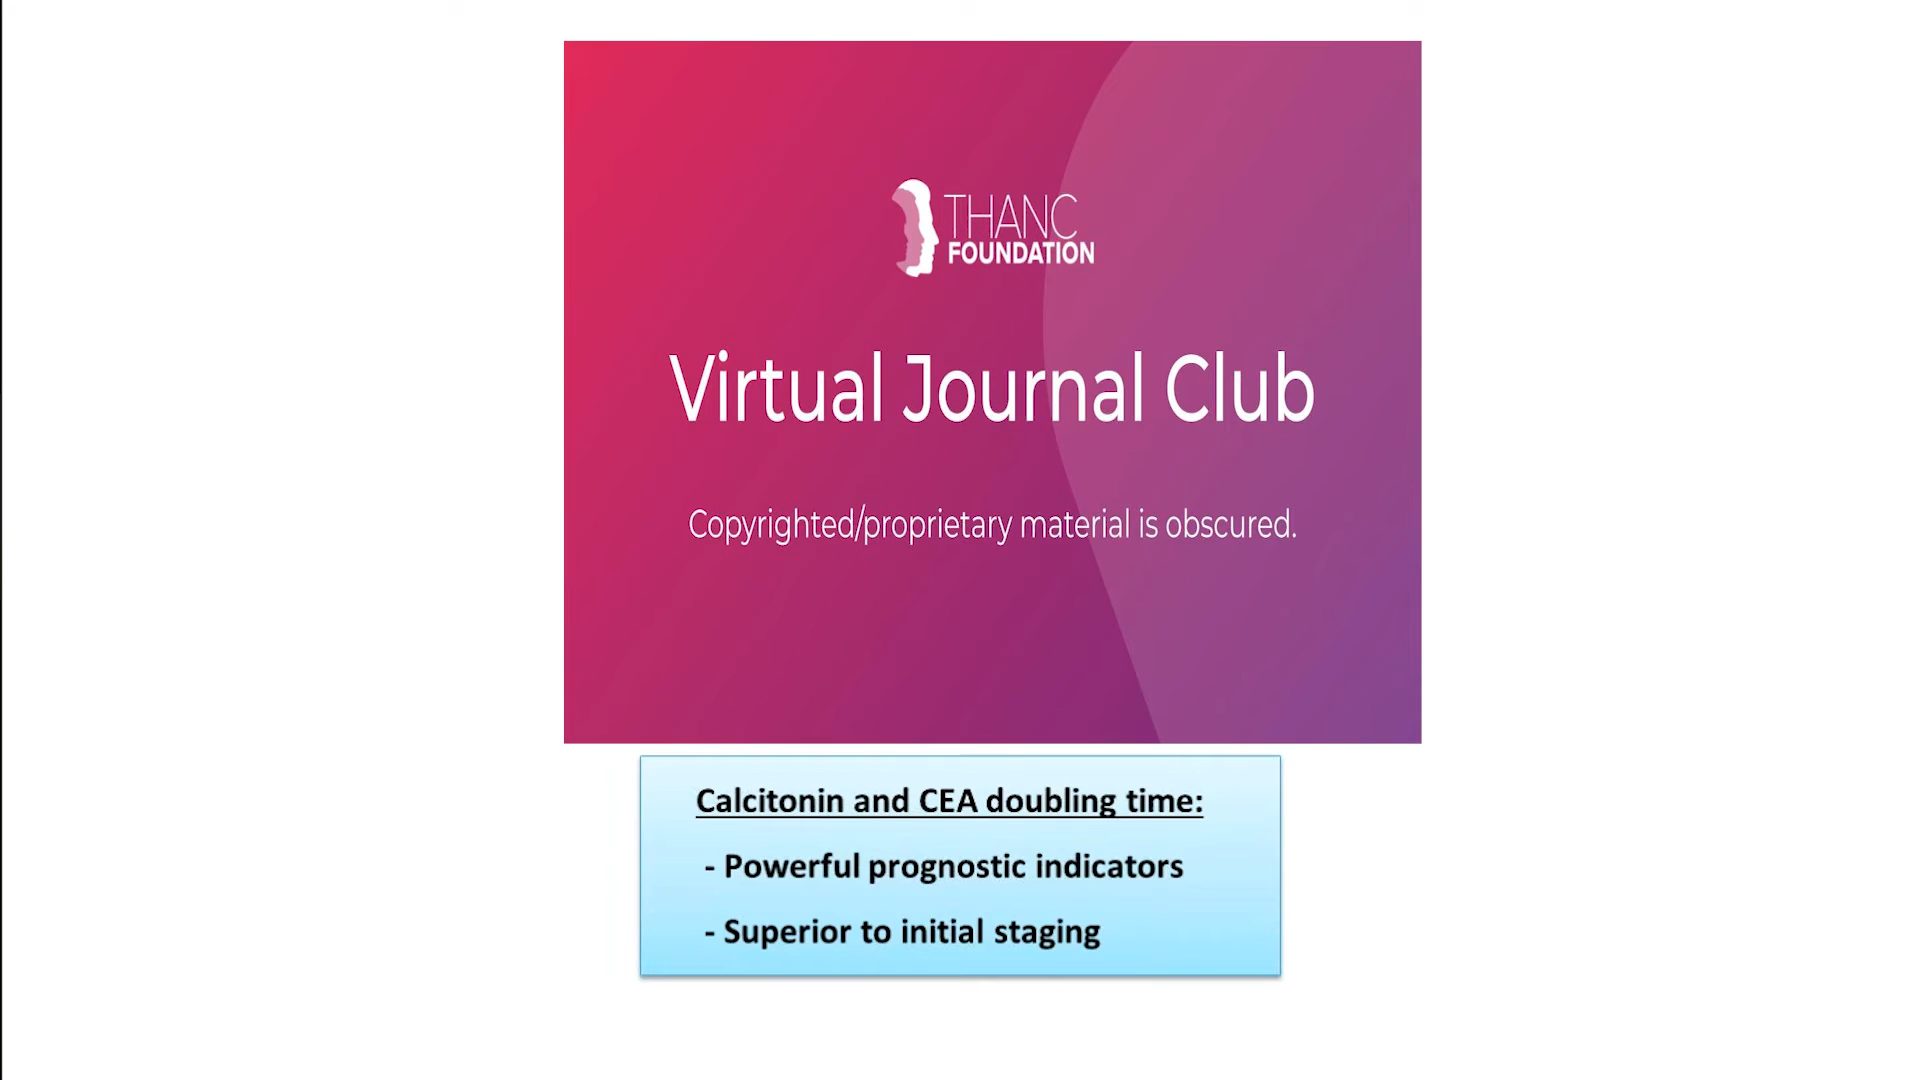 THANC
FOUNDATION
Virtual Journal Club
Copyrighted/proprietary material is obscured.
Calcitonin and CEA doubling time:
- Powerful prognostic indicators
- Superior to initial staging